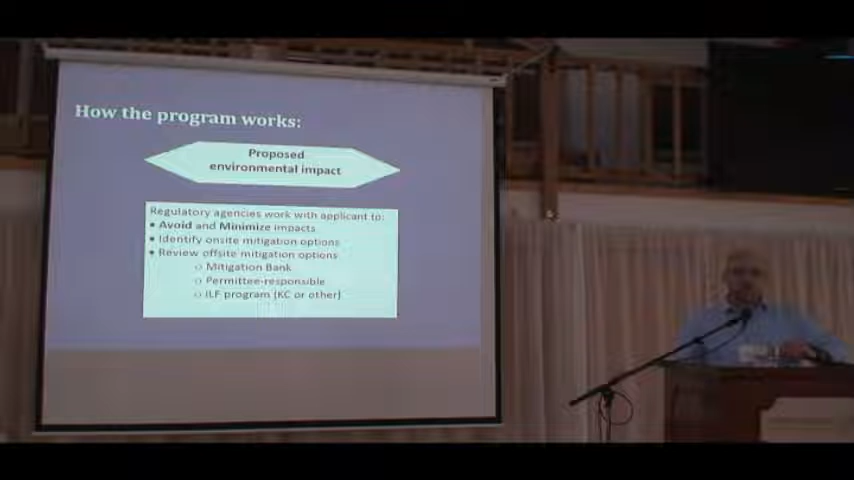 How the program works:
Proposed
environmental impact
Regulatory agencies work with applicant to:
• Avoid and Minimize impacts
• Identify onsite mitigation options
• Review offsite mitigation options
o Mitigation Bank
o Permittee-responsible
o ILF program (KC or other)